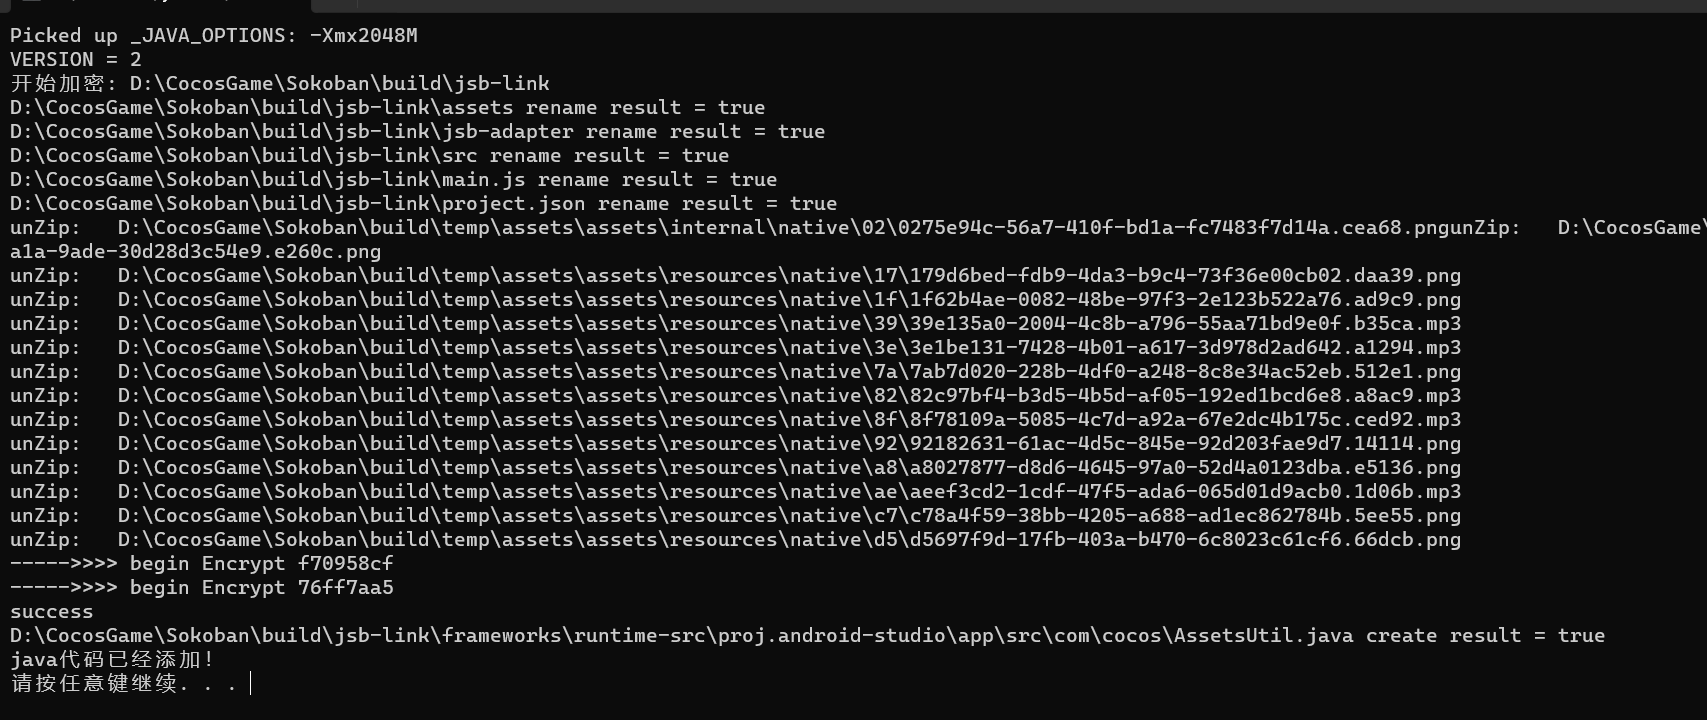 Picked up _JAVA_OPTIONS: -Xmx2048M
VERSION = 2
开始加密: D:\CocosGame\Sokoban\build\jsb-link
D:\CocosGame\Sokoban\build\jsb-link\assets rename result = true
D:\CocosGame\Sokoban\build\jsb-link\jsb-adapter rename result = true
D:\CocosGame\Sokoban\build\jsb-link\src rename result = true
D:\CocosGame\Sokoban\build\jsb-link\main.js rename result = true
D:\CocosGame\Sokoban\build\jsb-link\project.json rename result = true
unZip:   D:\CocosGame\Sokoban\build\temp\assets\assets\internal\native\02\0275e94c-56a7-410f-bd1a-fc7483f7d14a.cea68.pngunZip:   D:\CocosGame\
a1a-9ade-30d28d3c54e9.e260c.png
unZip:   D:\CocosGame\Sokoban\build\temp\assets\assets\resources\native\17\179d6bed-fdb9-4da3-b9c4-73f36e00cb02.daa39.png
unZip:   D:\CocosGame\Sokoban\build\temp\assets\assets\resources\native\1f\1f62b4ae-0082-48be-97f3-2e123b522a76.ad9c9.png
unZip:   D:\CocosGame\Sokoban\build\temp\assets\assets\resources\native\39\39e135a0-2004-4c8b-a796-55aa71bd9e0f.b35ca.mp3
unZip:   D:\CocosGame\Sokoban\build\temp\assets\assets\resources\native\3e\3e1be131-7428-4b01-a617-3d978d2ad642.a1294.mp3
unZip:   D:\CocosGame\Sokoban\build\temp\assets\assets\resources\native\7a\7ab7d020-228b-4df0-a248-8c8e34ac52eb.512e1.png
unZip:   D:\CocosGame\Sokoban\build\temp\assets\assets\resources\native\82\82c97bf4-b3d5-4b5d-af05-192ed1bcd6e8.a8ac9.mp3
unZip:   D:\CocosGame\Sokoban\build\temp\assets\assets\resources\native\8f\8f78109a-5085-4c7d-a92a-67e2dc4b175c.ced92.mp3
unZip:   D:\CocosGame\Sokoban\build\temp\assets\assets\resources\native\92\92182631-61ac-4d5c-845e-92d203fae9d7.14114.png
unZip:   D:\CocosGame\Sokoban\build\temp\assets\assets\resources\native\a8\a8027877-d8d6-4645-97a0-52d4a0123dba.e5136.png
unZip:   D:\CocosGame\Sokoban\build\temp\assets\assets\resources\native\ae\aeef3cd2-1cdf-47f5-ada6-065d01d9acb0.1d06b.mp3
unZip:   D:\CocosGame\Sokoban\build\temp\assets\assets\resources\native\c7\c78a4f59-38bb-4205-a688-ad1ec862784b.5ee55.png
unZip:   D:\CocosGame\Sokoban\build\temp\assets\assets\resources\native\d5\d5697f9d-17fb-403a-b470-6c8023c61cf6.66dcb.png
----->>>> begin Encrypt f70958cf
----->>>> begin Encrypt 76ff7aa5
success
D:\CocosGame\Sokoban\build\jsb-link\frameworks\runtime-src\proj.android-studio\app\src\com\cocos\AssetsUtil.java create result = true
java代码已经添加!
请按任意键继续. . .